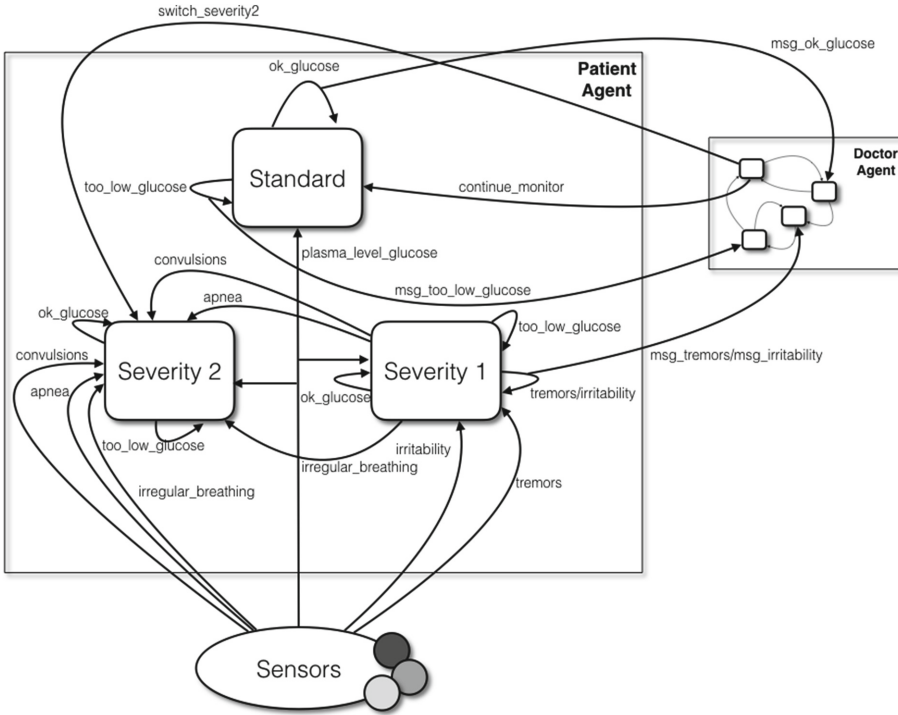 switch_severity2
msg_ok_glucose
ok_glucose
Patient
Agent
Doctor
Agent
Standard
too_low_glucose
continue_monitor
plasma_level_glucose
convulsions
msg_too_low_glucose
apnea
ok_glucose
too_low_glucose
convulsions
Severity 2
Severity 1
msg_tremors/msg_irritability
apnea
ok_glucose
tremors/irritability
too_low_glucose
irritability
irregular_breathing
irregular_breathing
tremors
Sensors